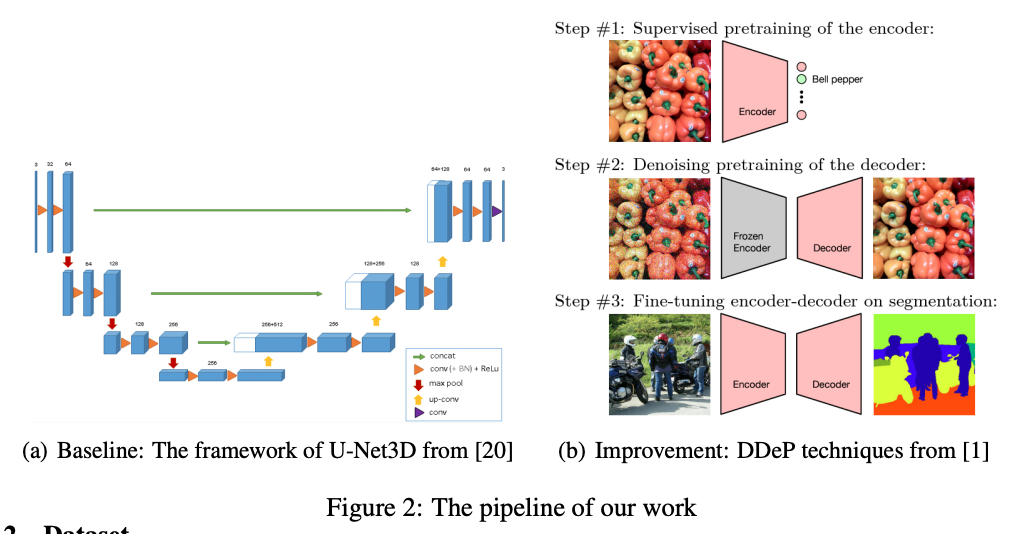 3 32 64
64+128 64 64 3
64 128
128+256 128
128 256
256+512 256
256
concat
conv (+ BN) + ReLu
max pool
up-conv
conv
(a) Baseline: The framework of U-Net3D from [20]
Step #1: Supervised pretraining of the encoder:
Encoder
Bell pepper
Step #2: Denoising pretraining of the decoder:
Frozen
Encoder
Decoder
Step #3: Fine-tuning encoder-decoder on segmentation:
Encoder
Decoder
(b) Improvement: DDeP techniques from [1]
Figure 2: The pipeline of our work
2 Dataset